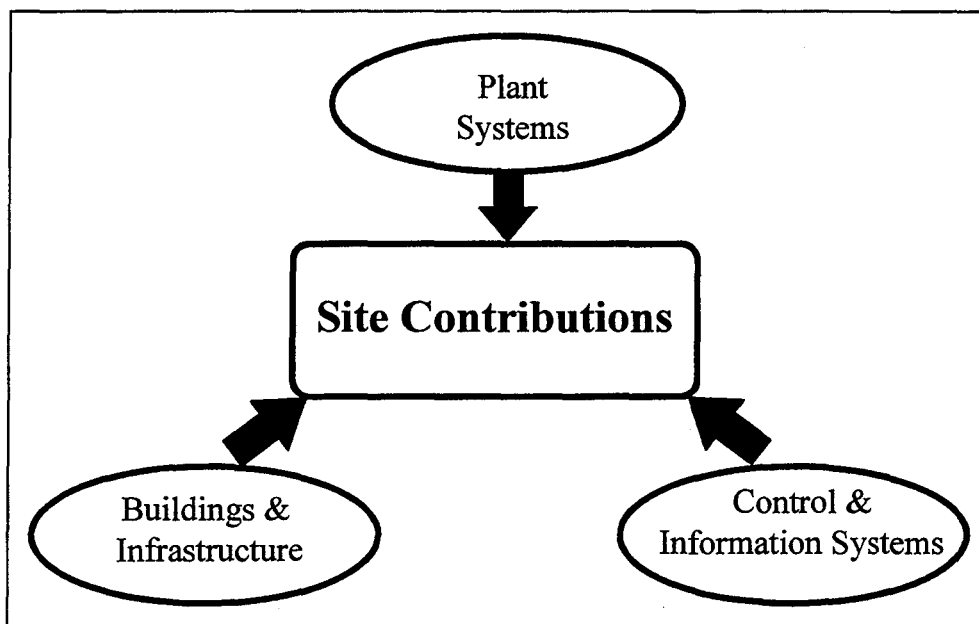 Plant
Systems
Site Contributions
Buildings &
Infrastructure
Control &
Information Systems